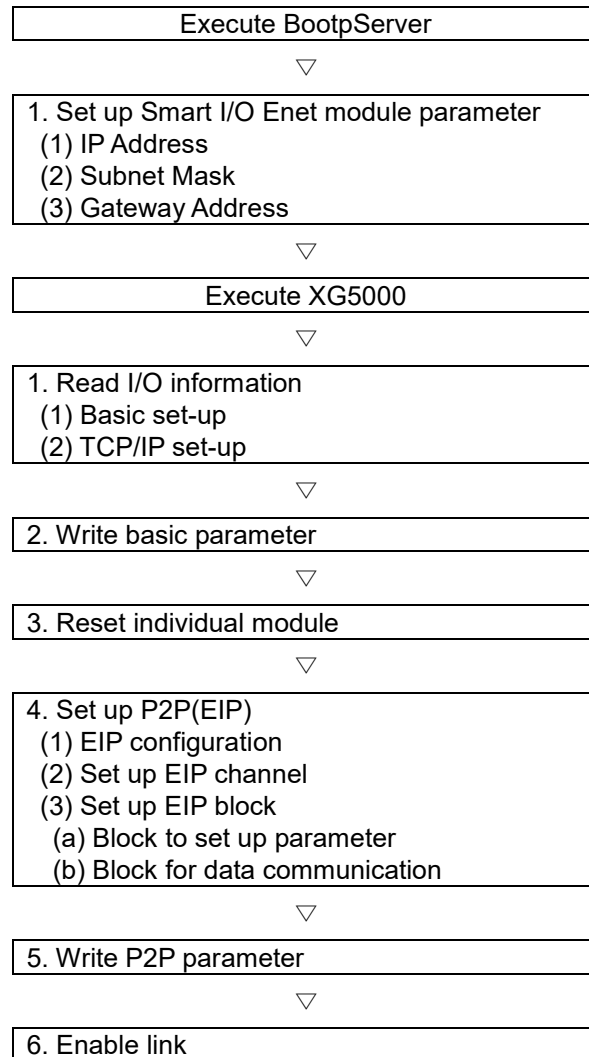 Execute BootpServer
▽
1. Set up Smart I/O Enet module parameter
(1) IP Address
(2) Subnet Mask
(3) Gateway Address
▽
Execute XG5000
▽
1. Read I/O information
(1) Basic set-up
(2) TCP/IP set-up
▽
2. Write basic parameter
▽
3. Reset individual module
▽
4. Set up P2P(EIP)
(1) EIP configuration
(2) Set up EIP channel
(3) Set up EIP block
(a) Block to set up parameter
(b) Block for data communication
▽
5. Write P2P parameter
▽
6. Enable link